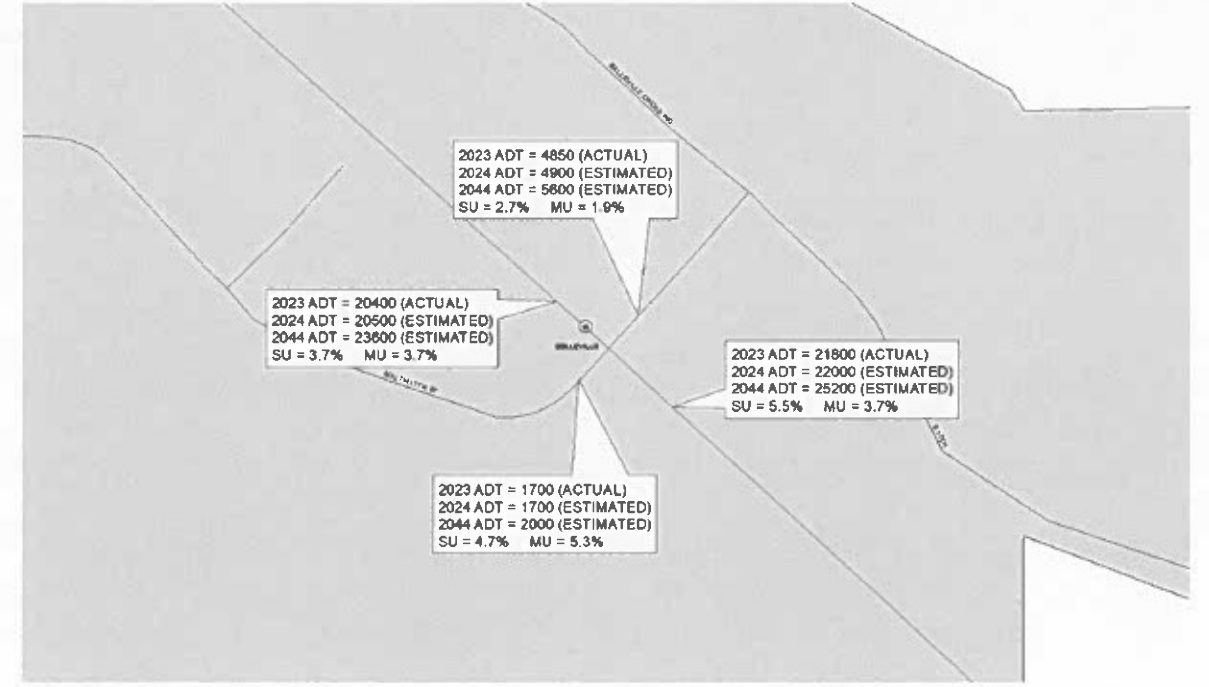 2023 ADT = 4850 (ACTUAL)
2024 ADT = 4900 (ESTIMATED)
2044 ADT = 5600 (ESTIMATED)
SU = 2.7% MU = 1.9%
2023 ADT = 20400 (ACTUAL)
2024 ADT = 20500 (ESTIMATED)
2044 ADT = 23600 (ESTIMATED)
SU = 3.7% MU = 3.7%
BELLEVILLE
2023 ADT = 21800 (ACTUAL)
2024 ADT = 22000 (ESTIMATED)
2044 ADT = 25200 (ESTIMATED)
SU = 5.5% MU = 3.7%
2023 ADT = 1700 (ACTUAL)
2024 ADT = 1700 (ESTIMATED)
2044 ADT = 2000 (ESTIMATED)
SU = 4.7% MU = 5.3%